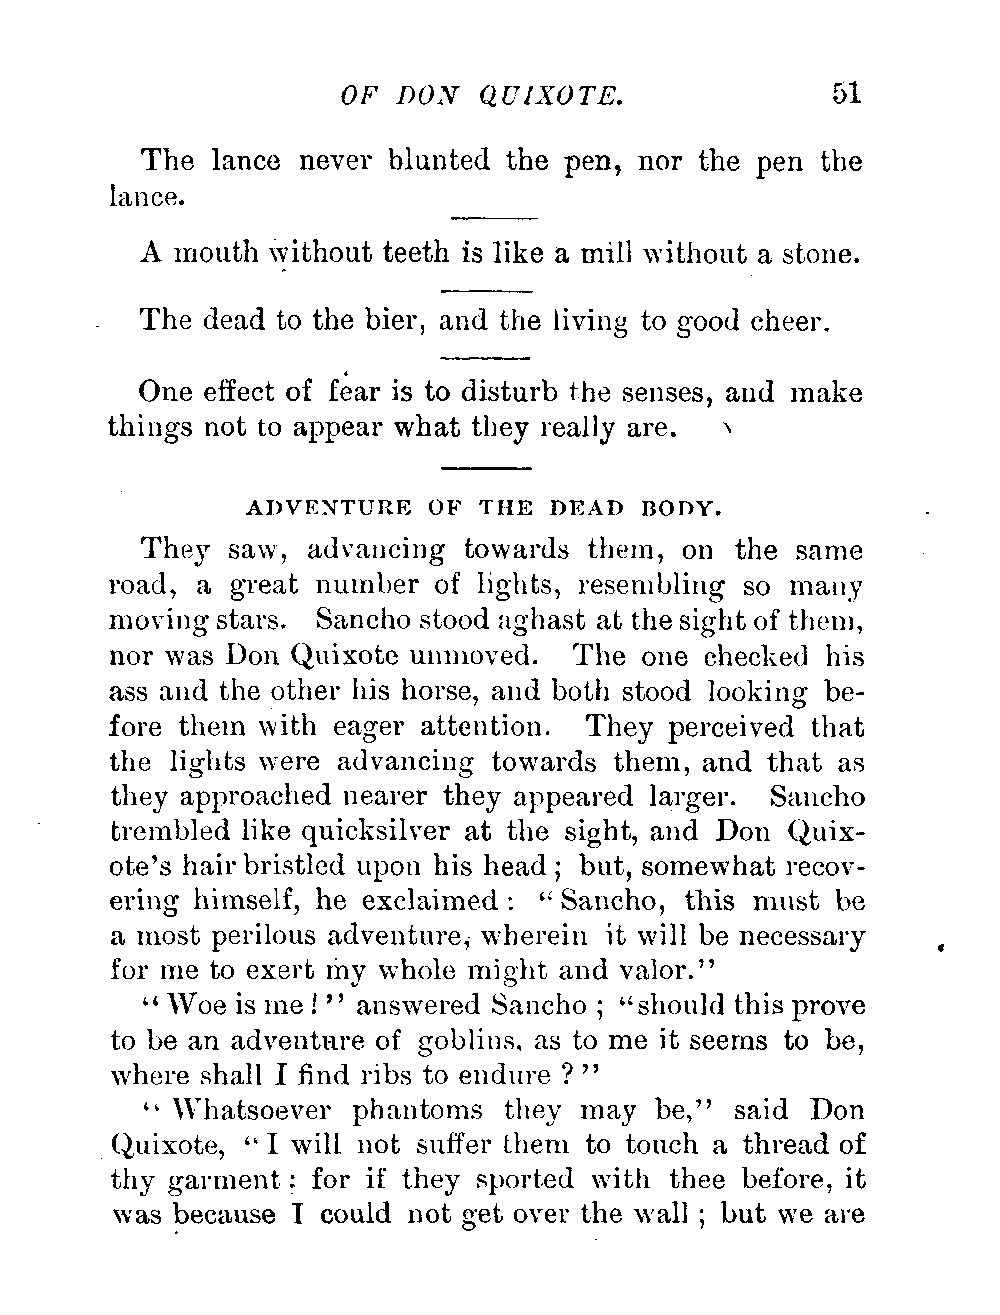 OF DON QUIXOTE. 51
The lance never blunted the pen, nor the pen the
lance.
A mouth without teeth is like a mill without a stone.
The dead to the bier, and the living to good cheer.
One effect of fear is to disturb the senses, and make
things not to appear what they really are.
ADVENTURE OF THE DEAD BODY.
They saw, advancing towards them, on the same
road, a great number of lights, resembling so many
moving stars. Sancho stood aghast at the sight of them,
nor was Don Quixote unmoved. The one checked his
ass and the other his horse, and both stood looking be-
fore them with eager attention. They perceived that
the lights were advancing towards them, and that as
they approached nearer they appeared larger. Sancho
trembled like quicksilver at the sight, and Don Quix-
ote's hair bristled upon his head; but, somewhat recov-
ering himself, he exclaimed: "Sancho, this must be
a most perilous adventure, wherein it will be necessary
for me to exert my whole might and valor."
"Woe is me!" answered Sancho; "should this prove
to be an adventure of goblins, as to me it seems to be,
where shall I find ribs to endure?"
"Whatsoever phantoms they may be," said Don
Quixote, "I will not suffer them to touch a thread of
thy garment: for if they sported with thee before, it
was because I could not get over the wall; but we are